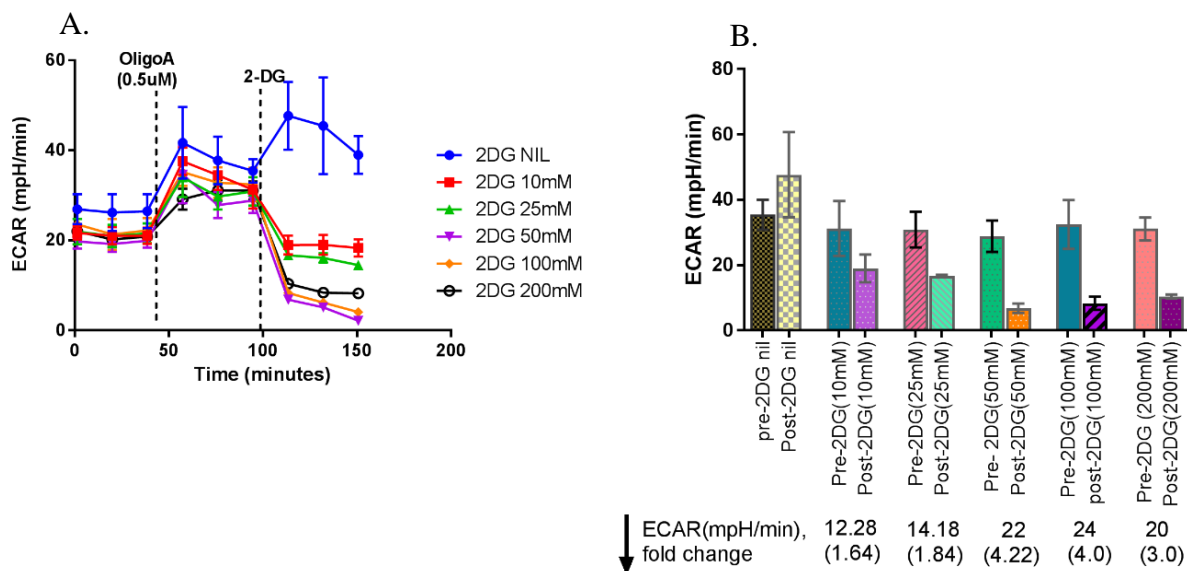 A.
OligoA
(0.5uM)
2-DG
60
40
20
0
ECAR (mpH/min)
0 50 100 150 200
Time (minutes)
2DG NIL
2DG 10mM
2DG 25mM
2DG 50mM
2DG 100mM
2DG 200mM
B.
80
60
40
20
0
ECAR (mpH/min)
pre-2DG nil
Post-2DG nil
Pre-2DG(10mM)
Post-2DG(10mM)
Pre-2DG(25mM)
Post-2DG(25mM)
Pre- 2DG(50mM)
Post-2DG(50mM)
Pre-2DG(100mM)
post-2DG(100mM)
Pre-2DG (200mM)
Post-2DG(200mM)
ECAR(mpH/min), 12.28 14.18 22 24 20
fold change (1.64) (1.84) (4.22) (4.0) (3.0)